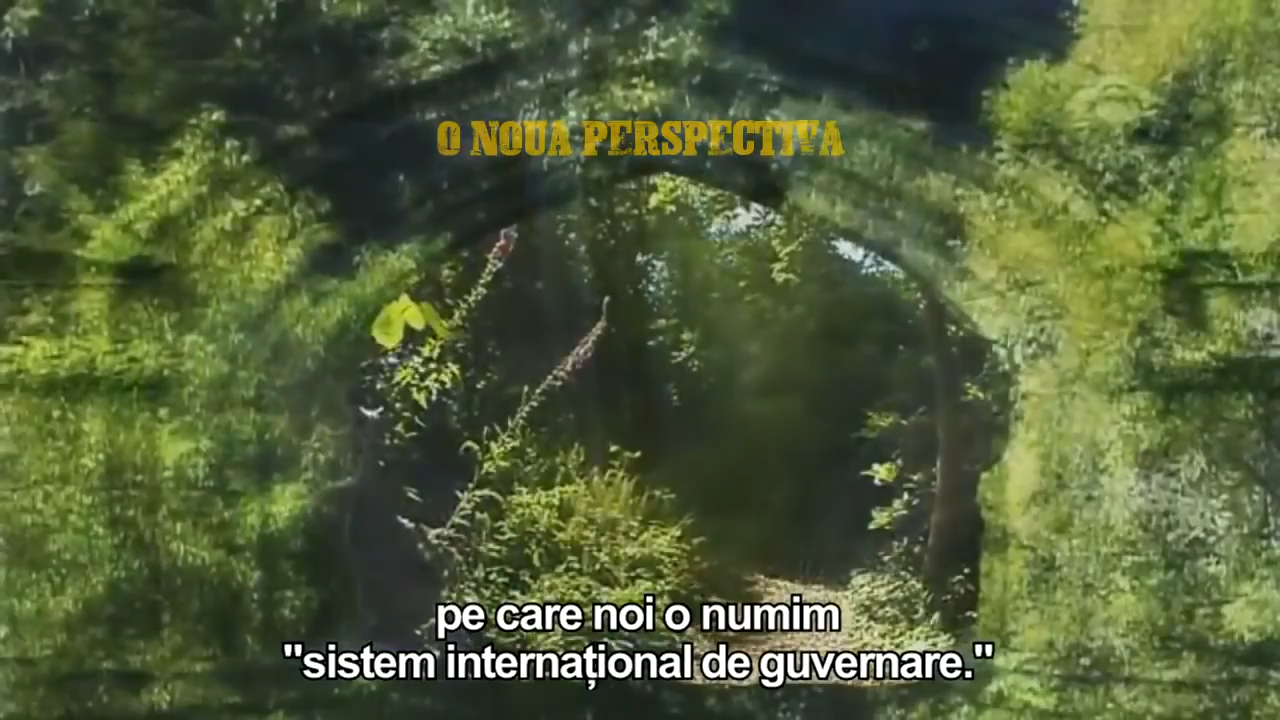 O NOUA PERSPECTIVA
pe care noi o numim
"sistem internațional de guvernare."